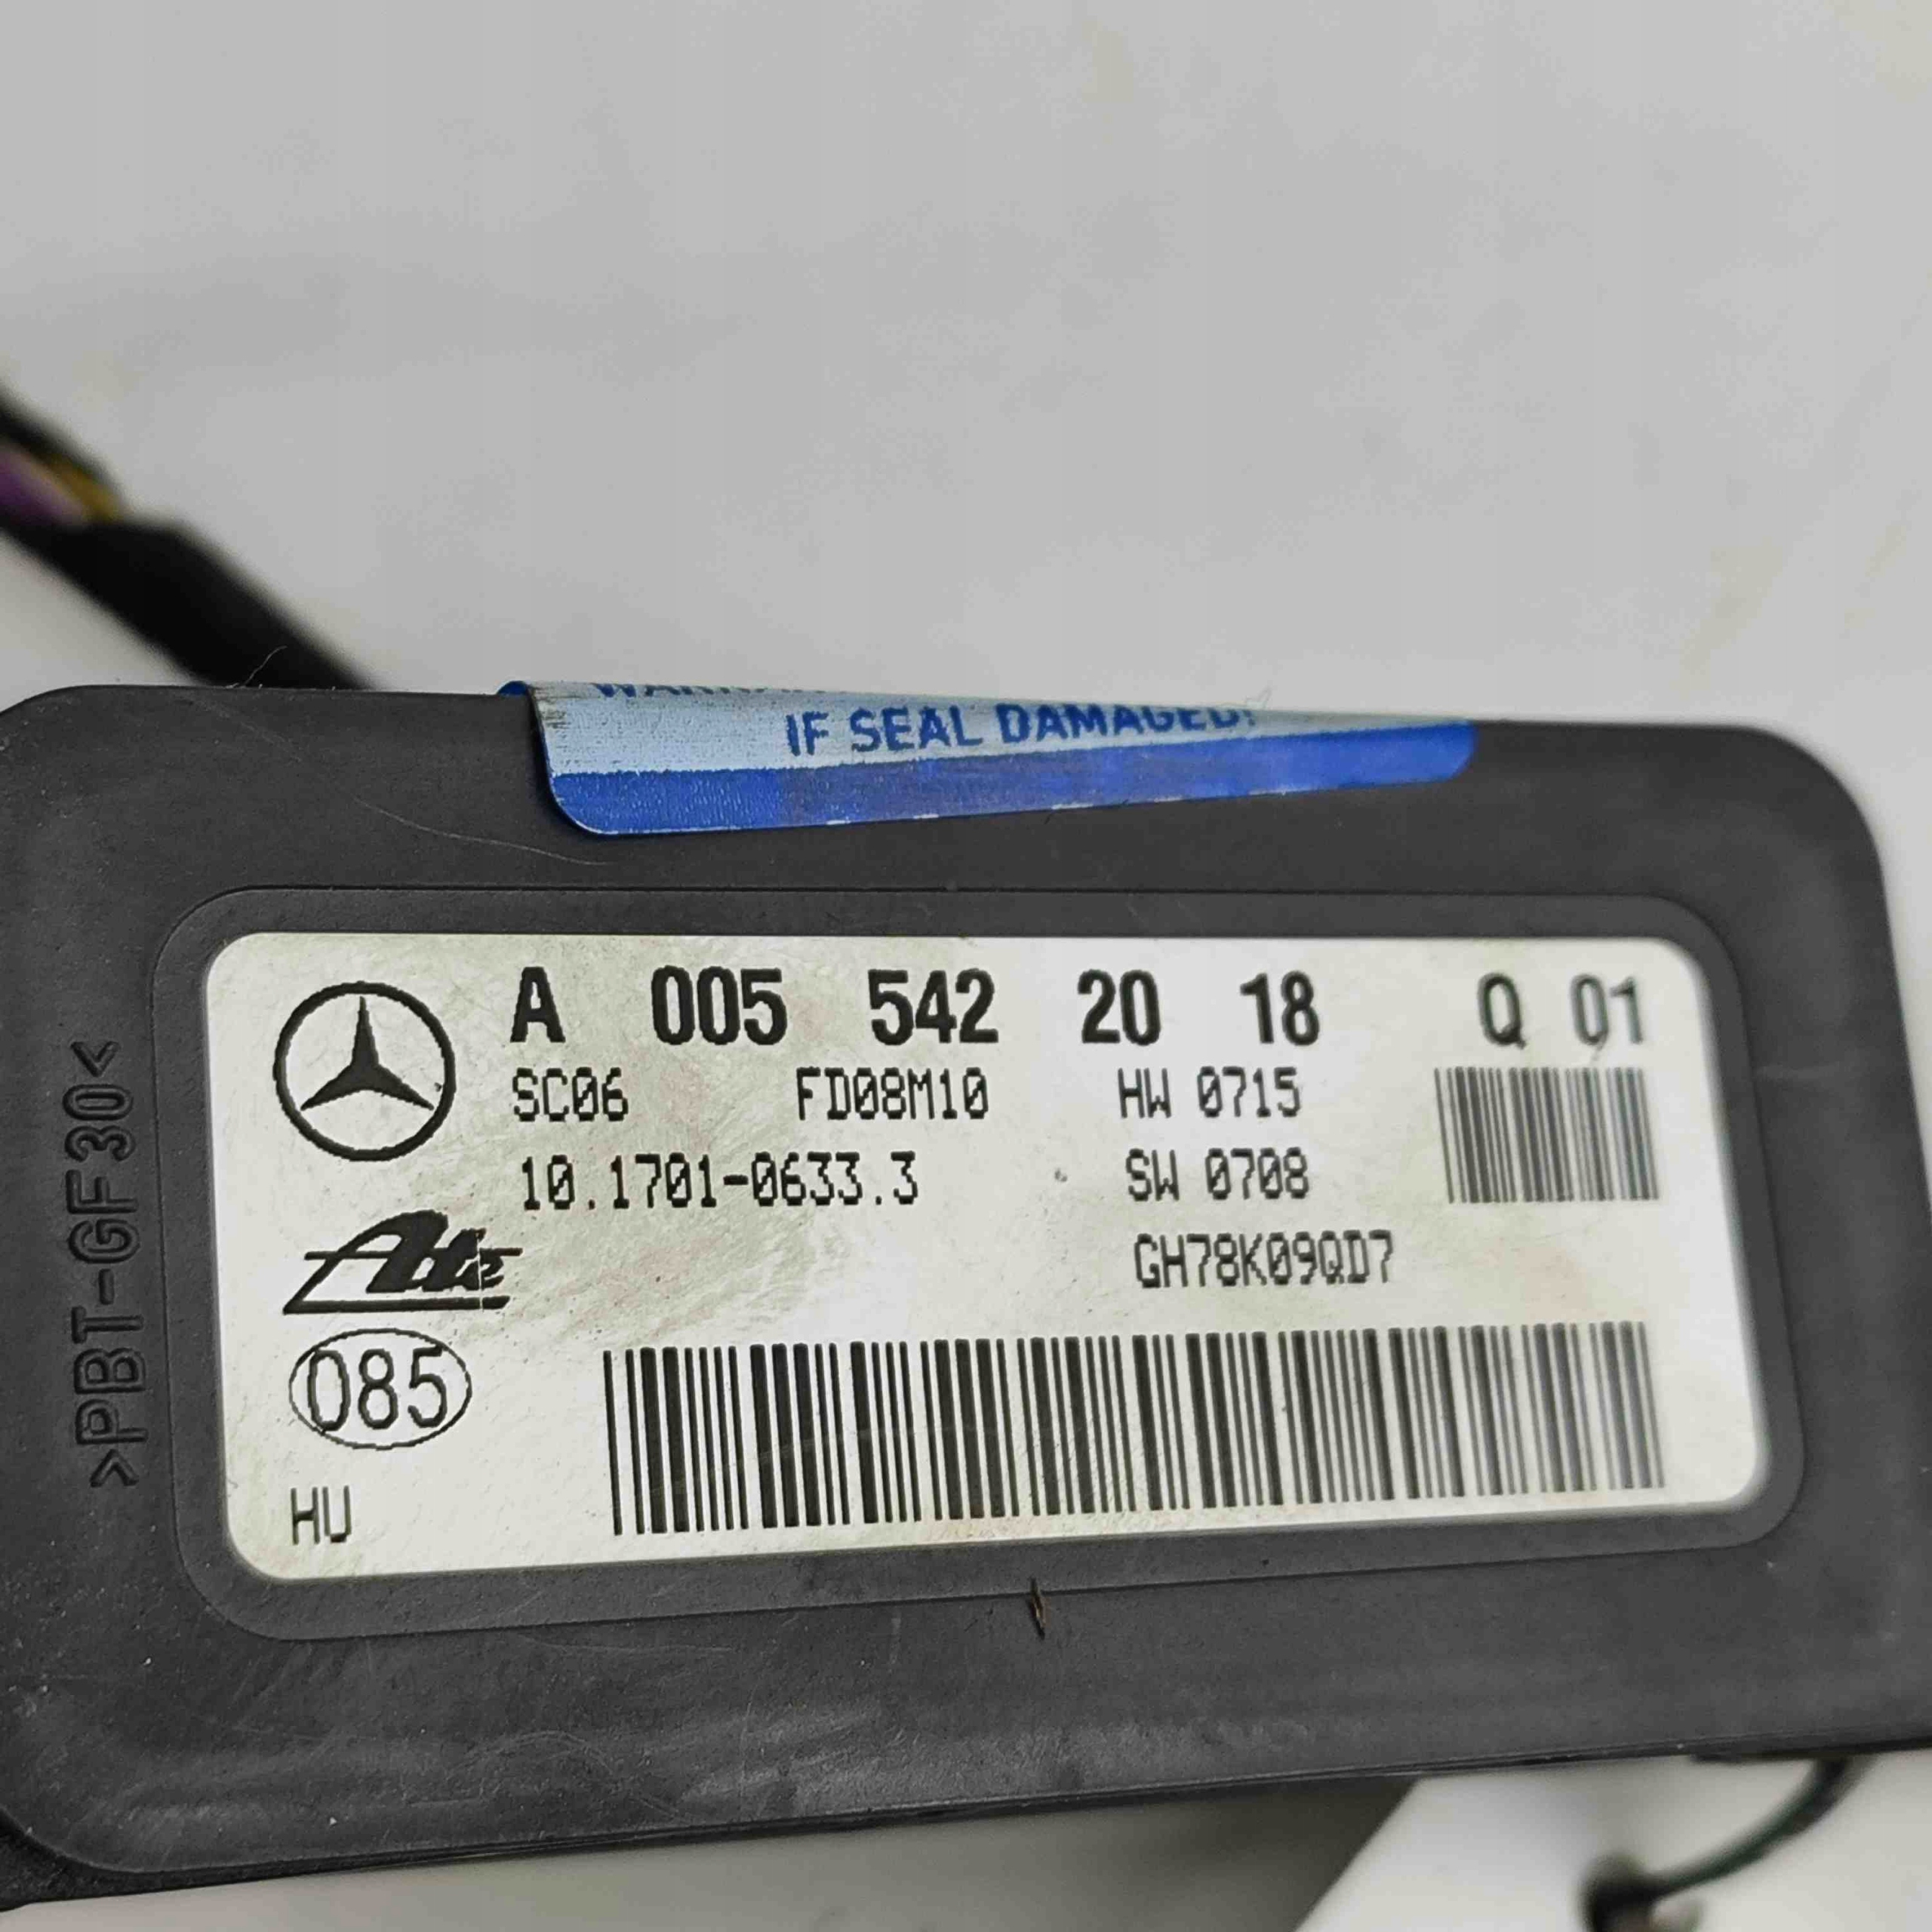 IF SEAL DAMAGED!
A 005 542 20 18 Q 01
SC06 FD08M10 HW 0715
10.1701-0633.3 SW 0708
GH78K09QD7
Ate
085
HU
>PBT-GF30<